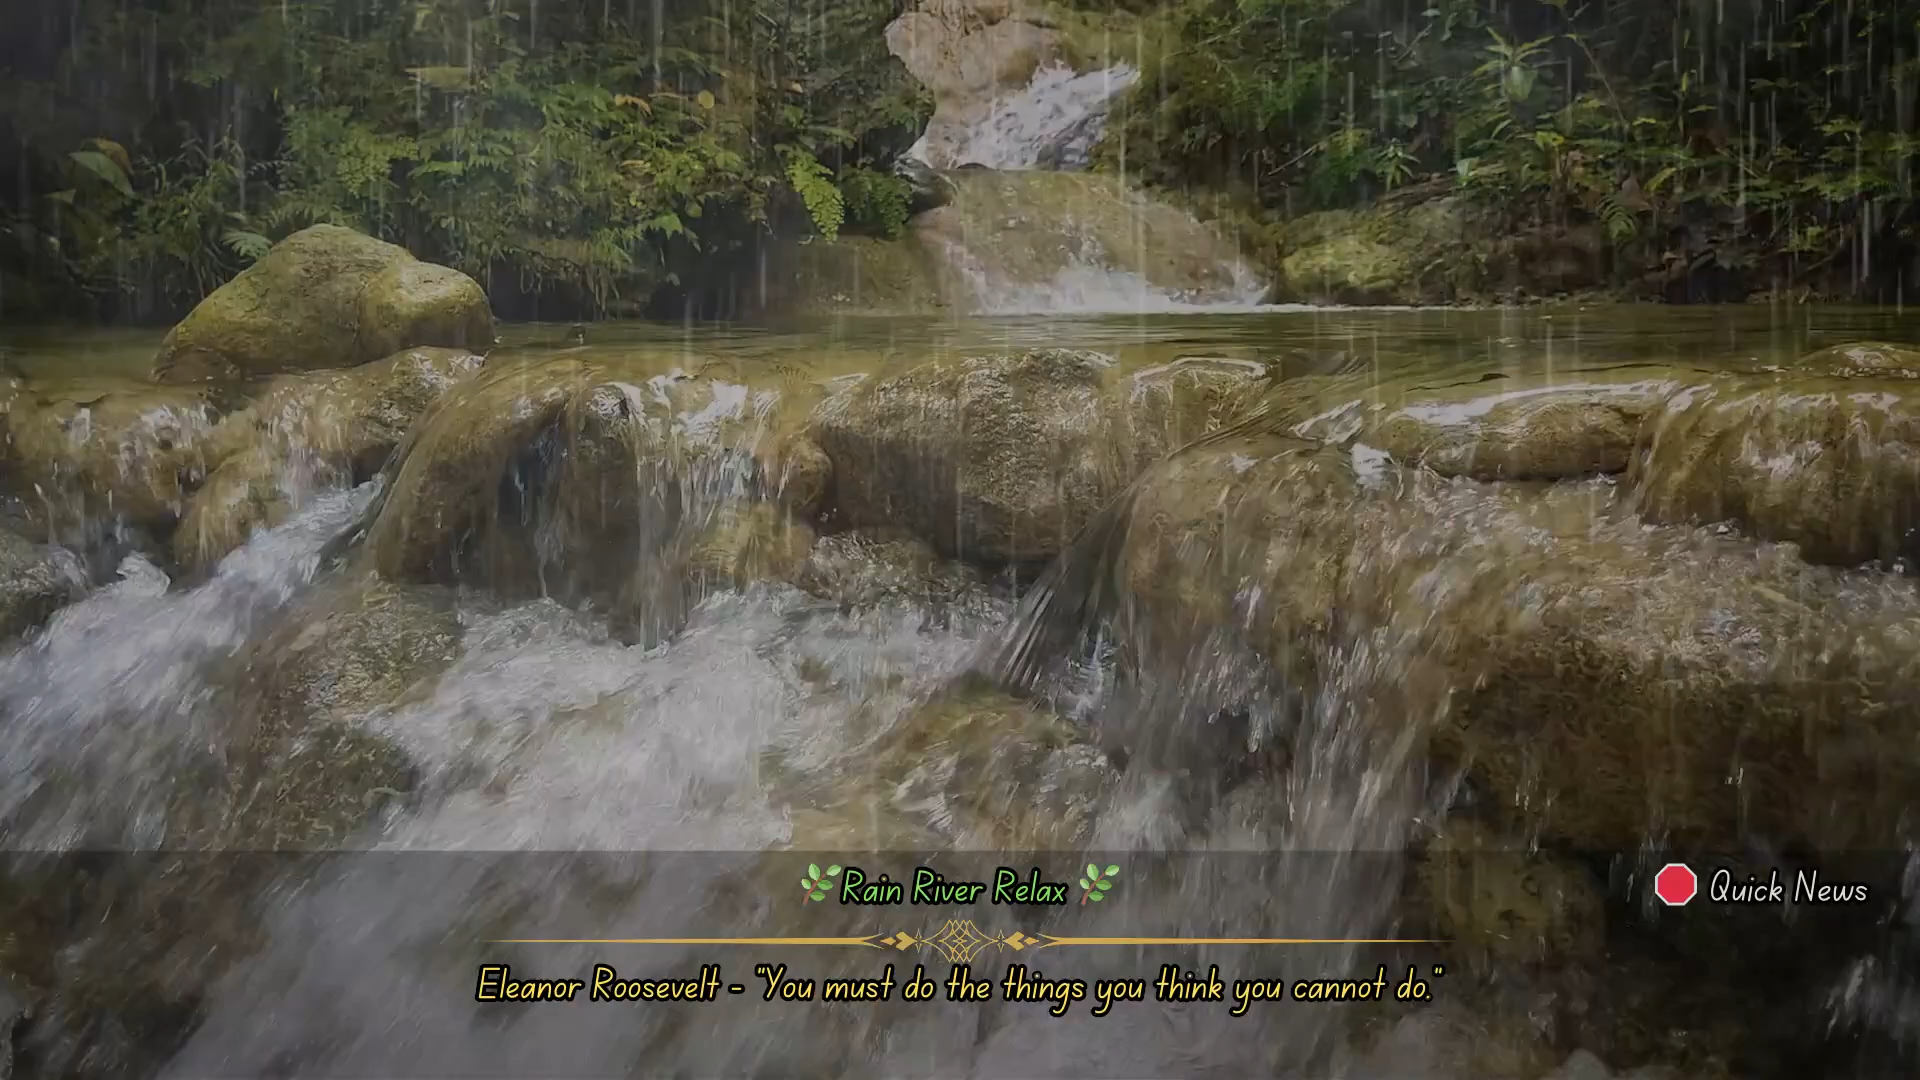 Rain River Relax
Quick News
Eleanor Roosevelt - "You must do the things you think you cannot do."